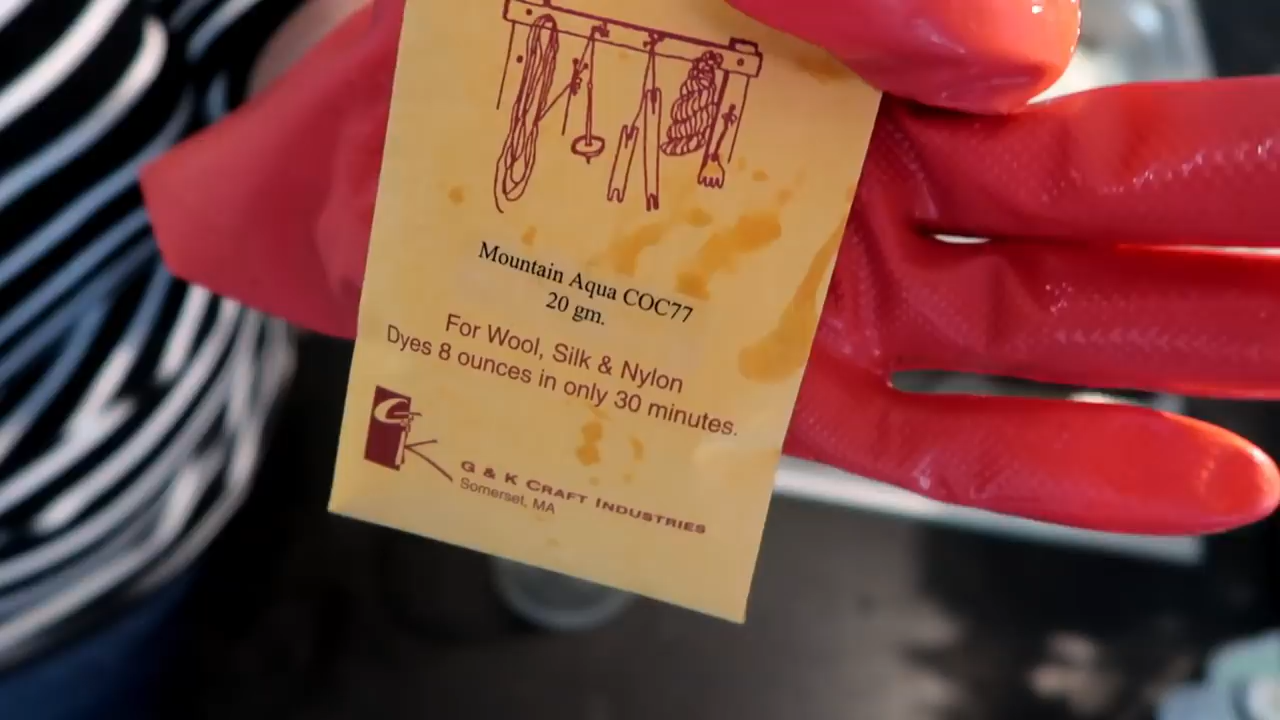 Mountain Aqua COC77
20 gm.
For Wool, Silk & Nylon
Dyes 8 ounces in only 30 minutes.
G K
G & K CRAFT INDUSTRIES
Somerset, MA